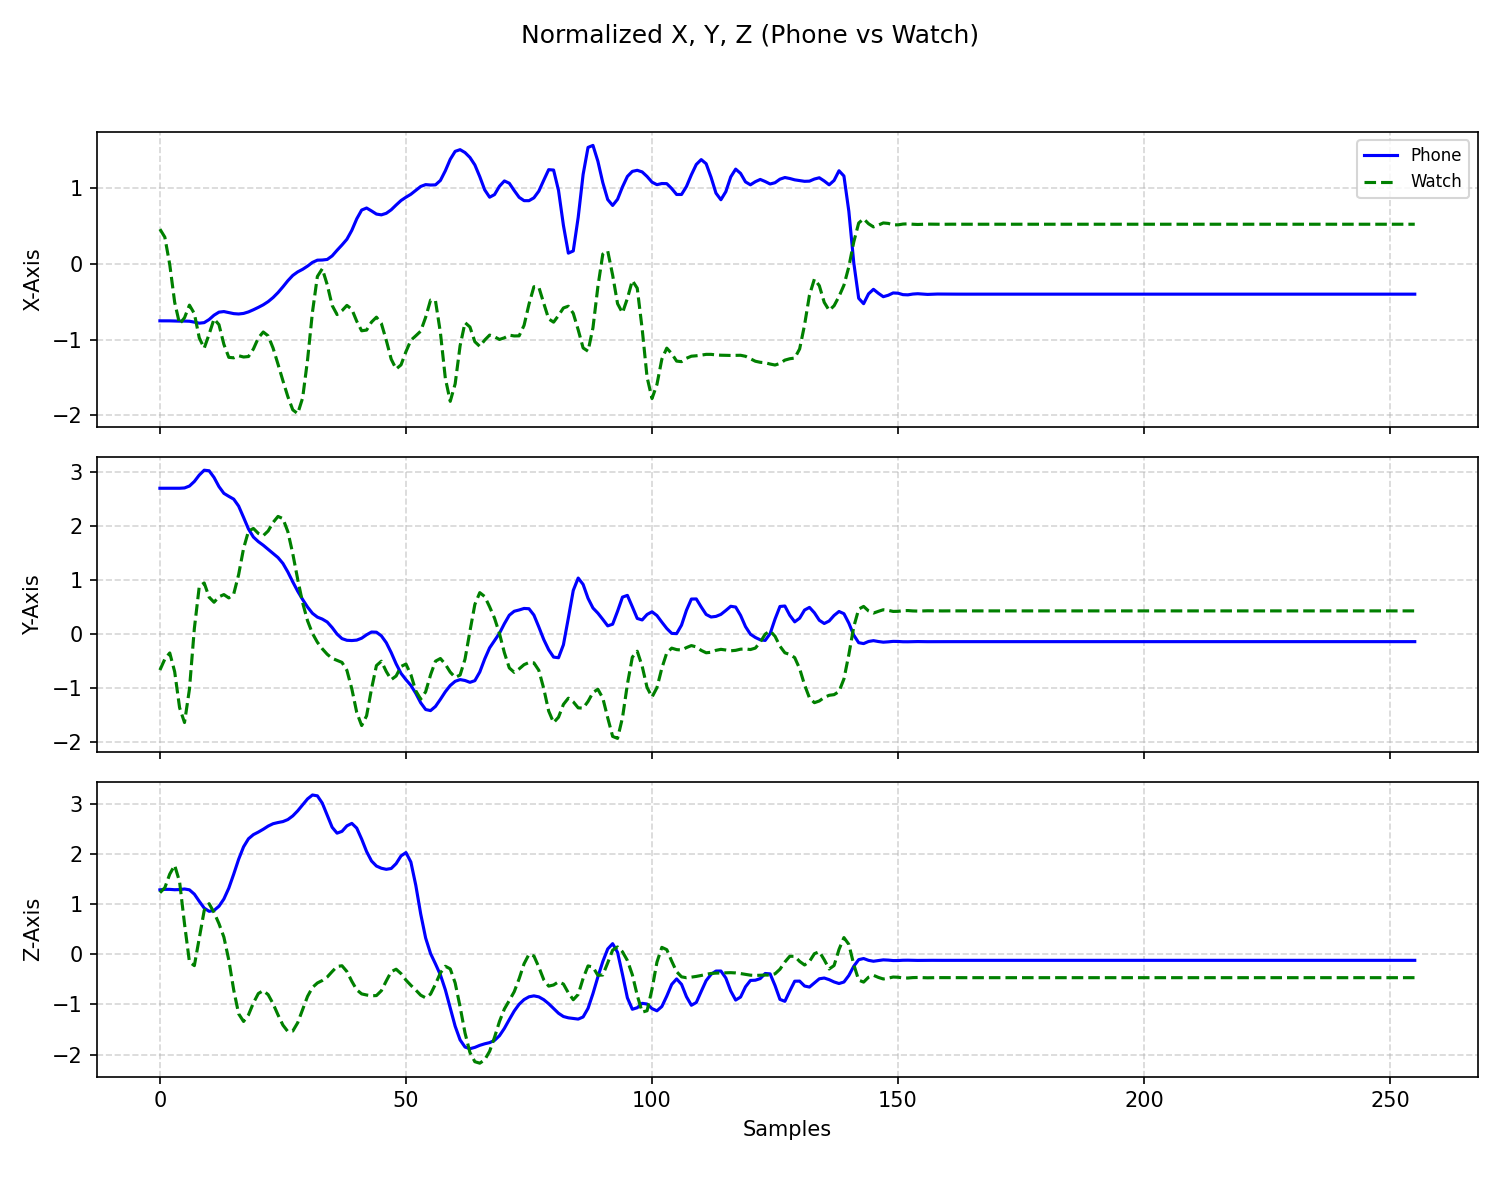 Normalized X, Y, Z (Phone vs Watch)
X-Axis
1
0
−1
−2
Phone
Watch
Y-Axis
3
2
1
0
−1
−2
Z-Axis
3
2
1
0
−1
−2
0 50 100 150 200 250
Samples